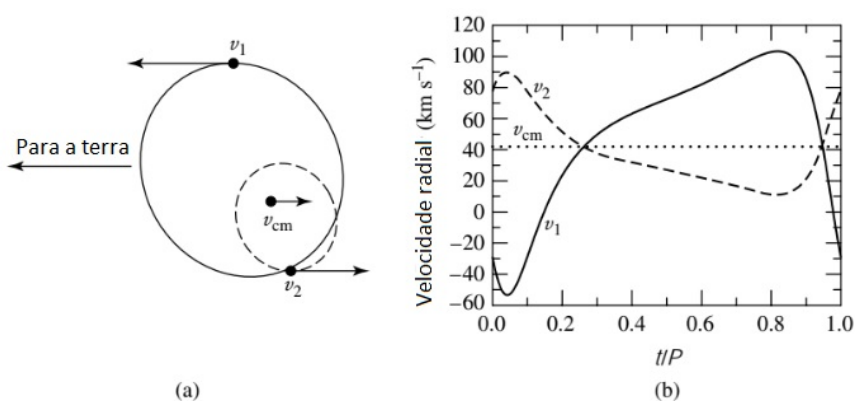 v1
Para a terra
vcm
v2
(a)
120
100
80
60
40
20
0
−20
−40
−60
Velocidade radial (km s−1)
v2
vcm
v1
0.0
0.2
0.4
0.6
0.8
1.0
t/P
(b)